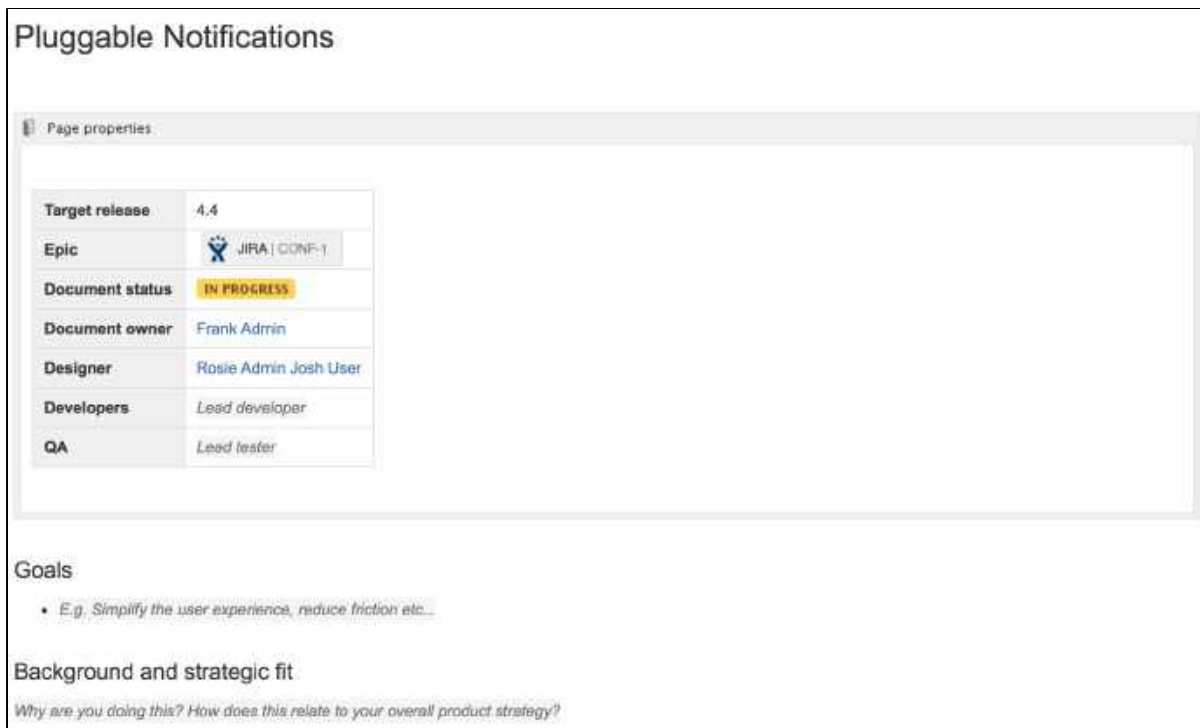 Pluggable Notifications
Page properties
Target release 4.4
Epic JIRA | CONF-1
Document status IN PROGRESS
Document owner Frank Admin
Designer Rosie Admin Josh User
Developers Lead developer
QA Lead tester
Goals
• E.g. Simplify the user experience, reduce friction etc...
Background and strategic fit
Why are you doing this? How does this relate to your overall product strategy?